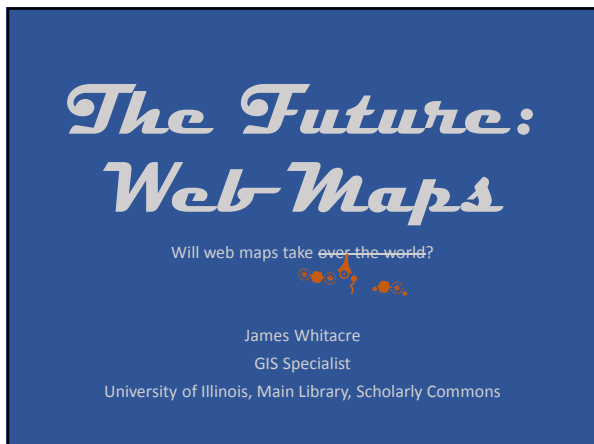 The Future:
Web Maps
Will web maps take over the world?
James Whitacre
GIS Specialist
University of Illinois, Main Library, Scholarly Commons